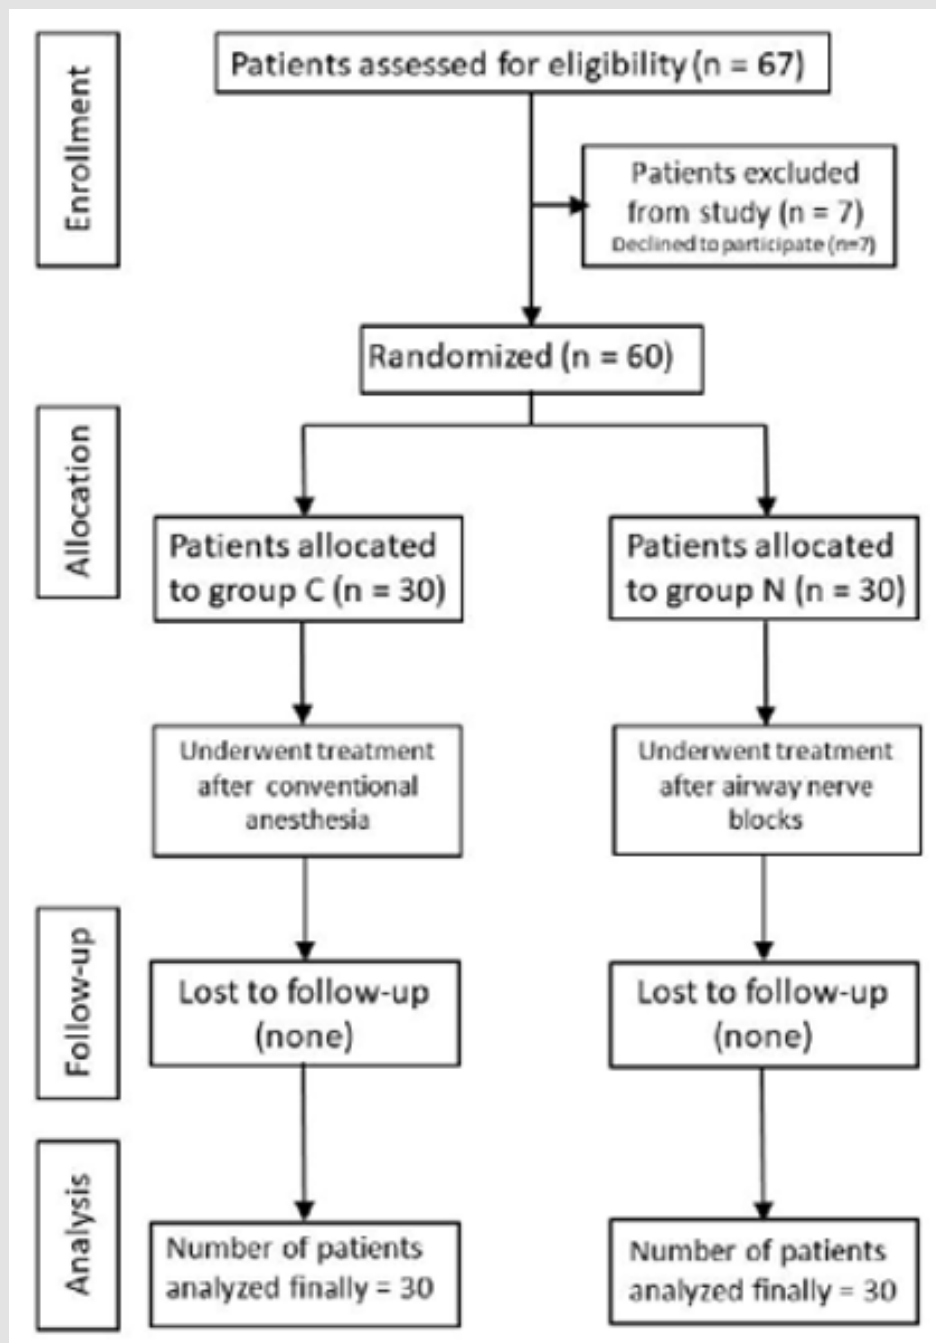 Enrollment
Patients assessed for eligibility (n = 67)
Patients excluded
from study (n = 7)
Declined to participate (n=7)
Randomized (n = 60)
Allocation
Patients allocated
to group C (n = 30)
Patients allocated
to group N (n = 30)
Underwent treatment
after conventional
anesthesia
Underwent treatment
after airway nerve
blocks
Follow-up
Lost to follow-up
(none)
Lost to follow-up
(none)
Analysis
Number of patients
analyzed finally = 30
Number of patients
analyzed finally = 30